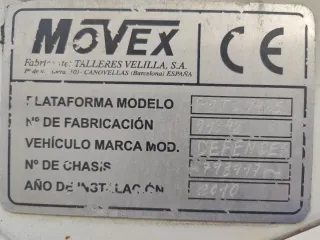 MOVEX
CE
Fabricante: TALLERES VELILLA, S.A.
CANOVELLAS (Barcelona) ESPAÑA
PLATAFORMA MODELO
Nº DE FABRICACIÓN
VEHÍCULO MARCA MOD. DEFENDER
Nº DE CHASIS
AÑO DE INSTALACIÓN 2010